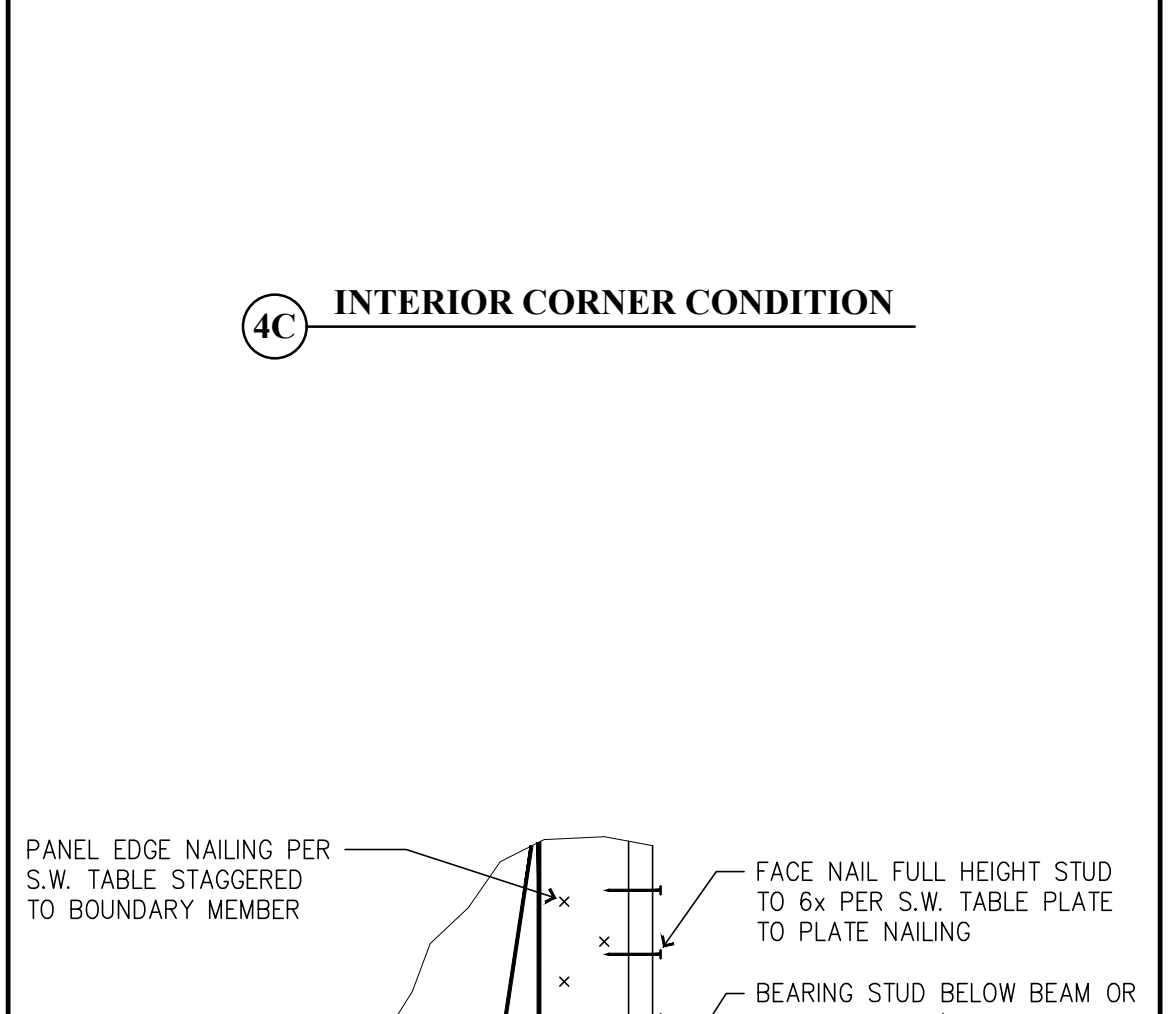 4C
INTERIOR CORNER CONDITION
PANEL EDGE NAILING PER
S.W. TABLE STAGGERED
TO BOUNDARY MEMBER
FACE NAIL FULL HEIGHT STUD
TO 6x PER S.W. TABLE PLATE
TO PLATE NAILING
BEARING STUD BELOW BEAM OR